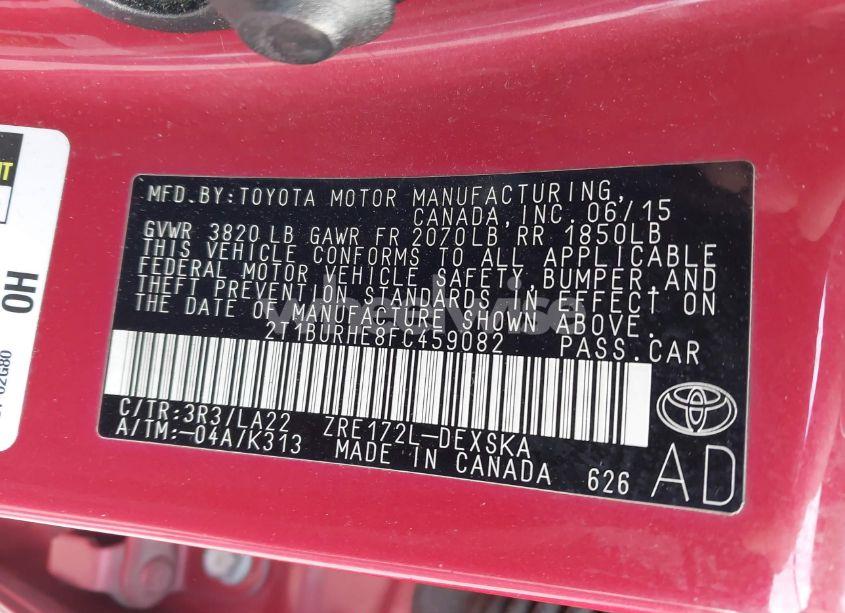 MFD. BY: TOYOTA MOTOR MANUFACTURING,
CANADA, INC. 06/15
GVWR 3820 LB GAWR FR 2070LB RR 1850LB
THIS VEHICLE CONFORMS TO ALL APPLICABLE
FEDERAL MOTOR VEHICLE SAFETY, BUMPER, AND
THEFT PREVENTION STANDARDS IN EFFECT ON
THE DATE OF MANUFACTURE SHOWN ABOVE.
2T1BURHE8FC459082 PASS. CAR
C/TR: 3R3/LA22 ZRE172L-DEXSKA
A/TM: -04A/K313 MADE IN CANADA 626 AD
OH
02G80